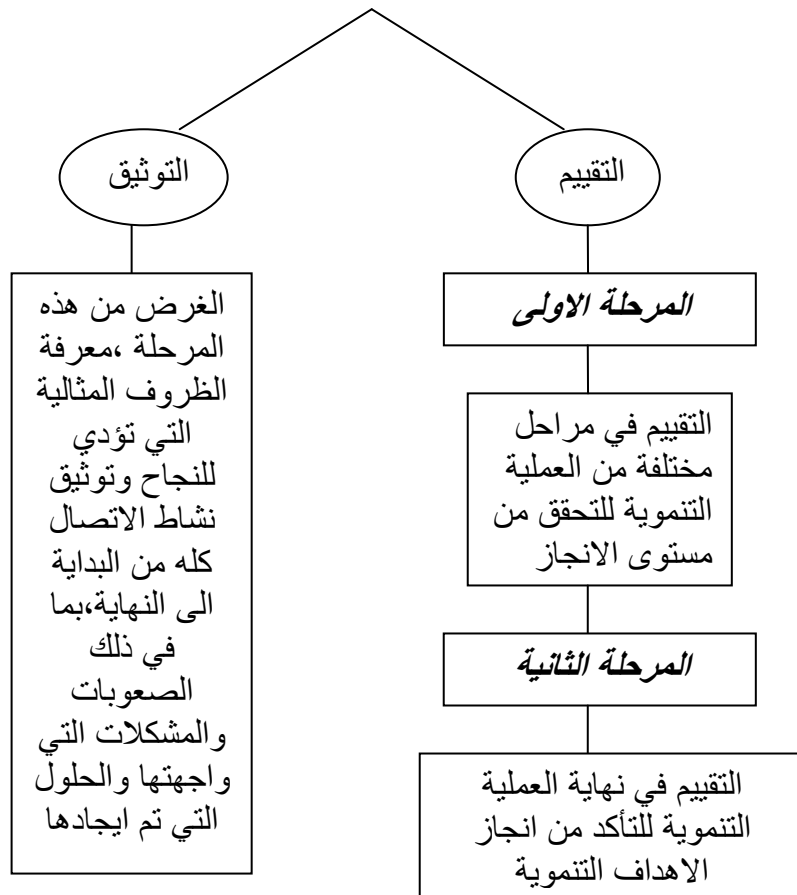 التقييم
التوثيق
المرحلة الاولى
التقييم في مراحل
مختلفة من العملية
التنموية للتحقق من
مستوى الانجاز
المرحلة الثانية
التقييم في نهاية العملية
التنموية للتأكد من انجاز
الاهداف التنموية
الغرض من هذه
المرحلة ،معرفة
الظروف المثالية
التي تؤدي
للنجاح وتوثيق
نشاط الاتصال
كله من البداية
الى النهاية،بما
في ذلك
الصعوبات
والمشكلات التي
واجهتها والحلول
التي تم ايجادها